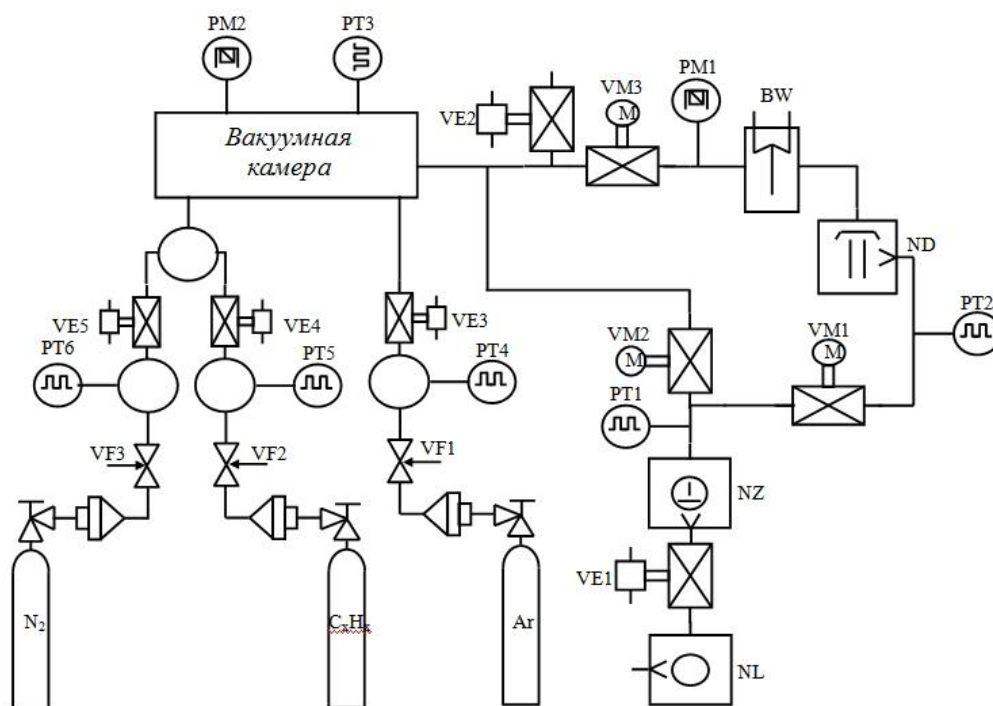 PM2
PT3
VM3
PM1
BW
VE2
M
Вакуумная
камера
ND
PT2
VE5
VE4
VE3
VM2
VM1
M
M
PT6
PT5
PT4
PT1
VF3
VF2
VF1
NZ
VE1
N₂
CₓHₓ
Ar
NL